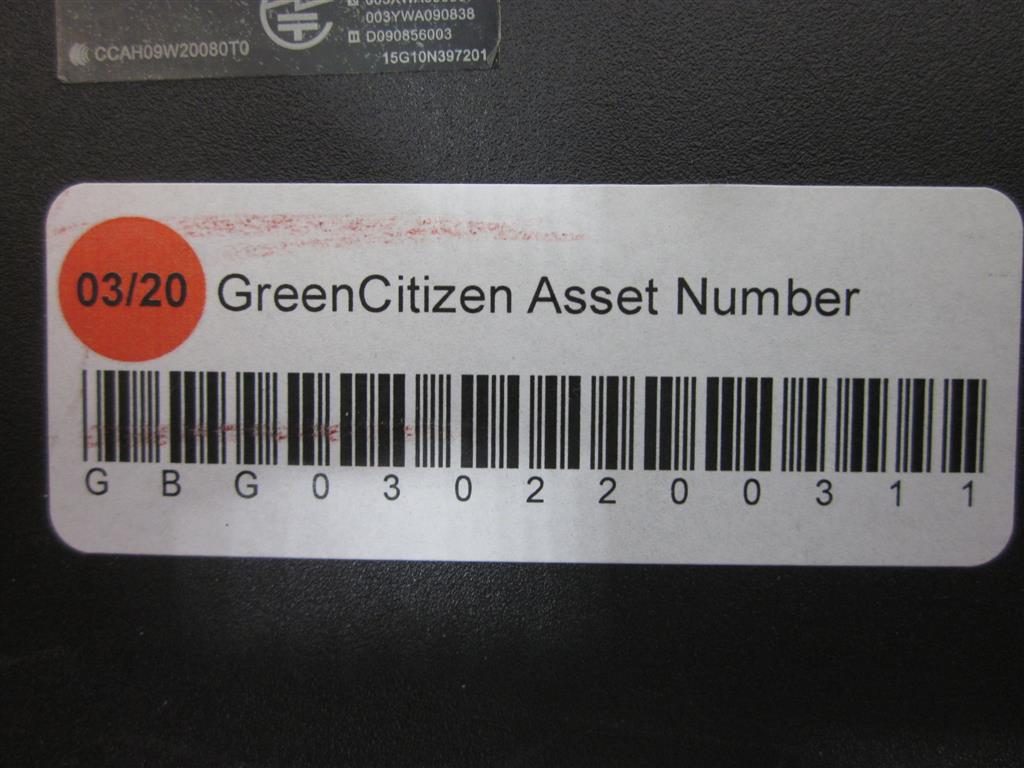 003YWA090838
D090856003
CCAH09W20080T0
15G10N397201
03/20 GreenCitizen Asset Number
G B G 0 3 0 2 2 0 0 3 1 1